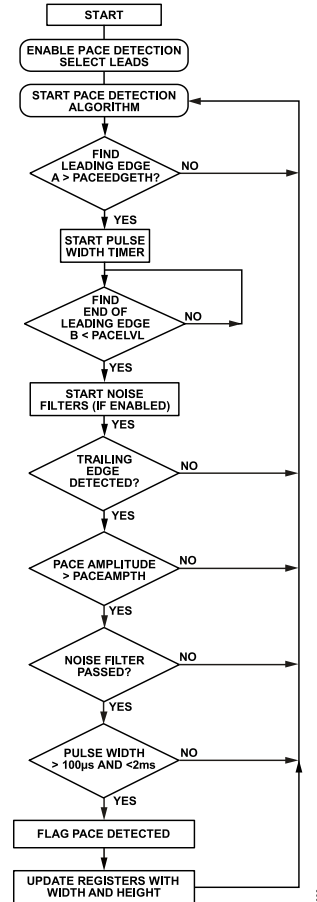 START
ENABLE PACE DETECTION
SELECT LEADS
START PACE DETECTION
ALGORITHM
FIND
LEADING EDGE
A > PACEEDGETH?
NO
YES
START PULSE
WIDTH TIMER
FIND
END OF
LEADING EDGE
B < PACELVL
NO
YES
START NOISE
FILTERS (IF ENABLED)
YES
TRAILING
EDGE
DETECTED?
NO
YES
PACE AMPLITUDE
> PACEAMPTH
NO
YES
NOISE FILTER
PASSED?
NO
YES
PULSE WIDTH
> 100µs AND <2ms
NO
YES
FLAG PACE DETECTED
UPDATE REGISTERS WITH
WIDTH AND HEIGHT